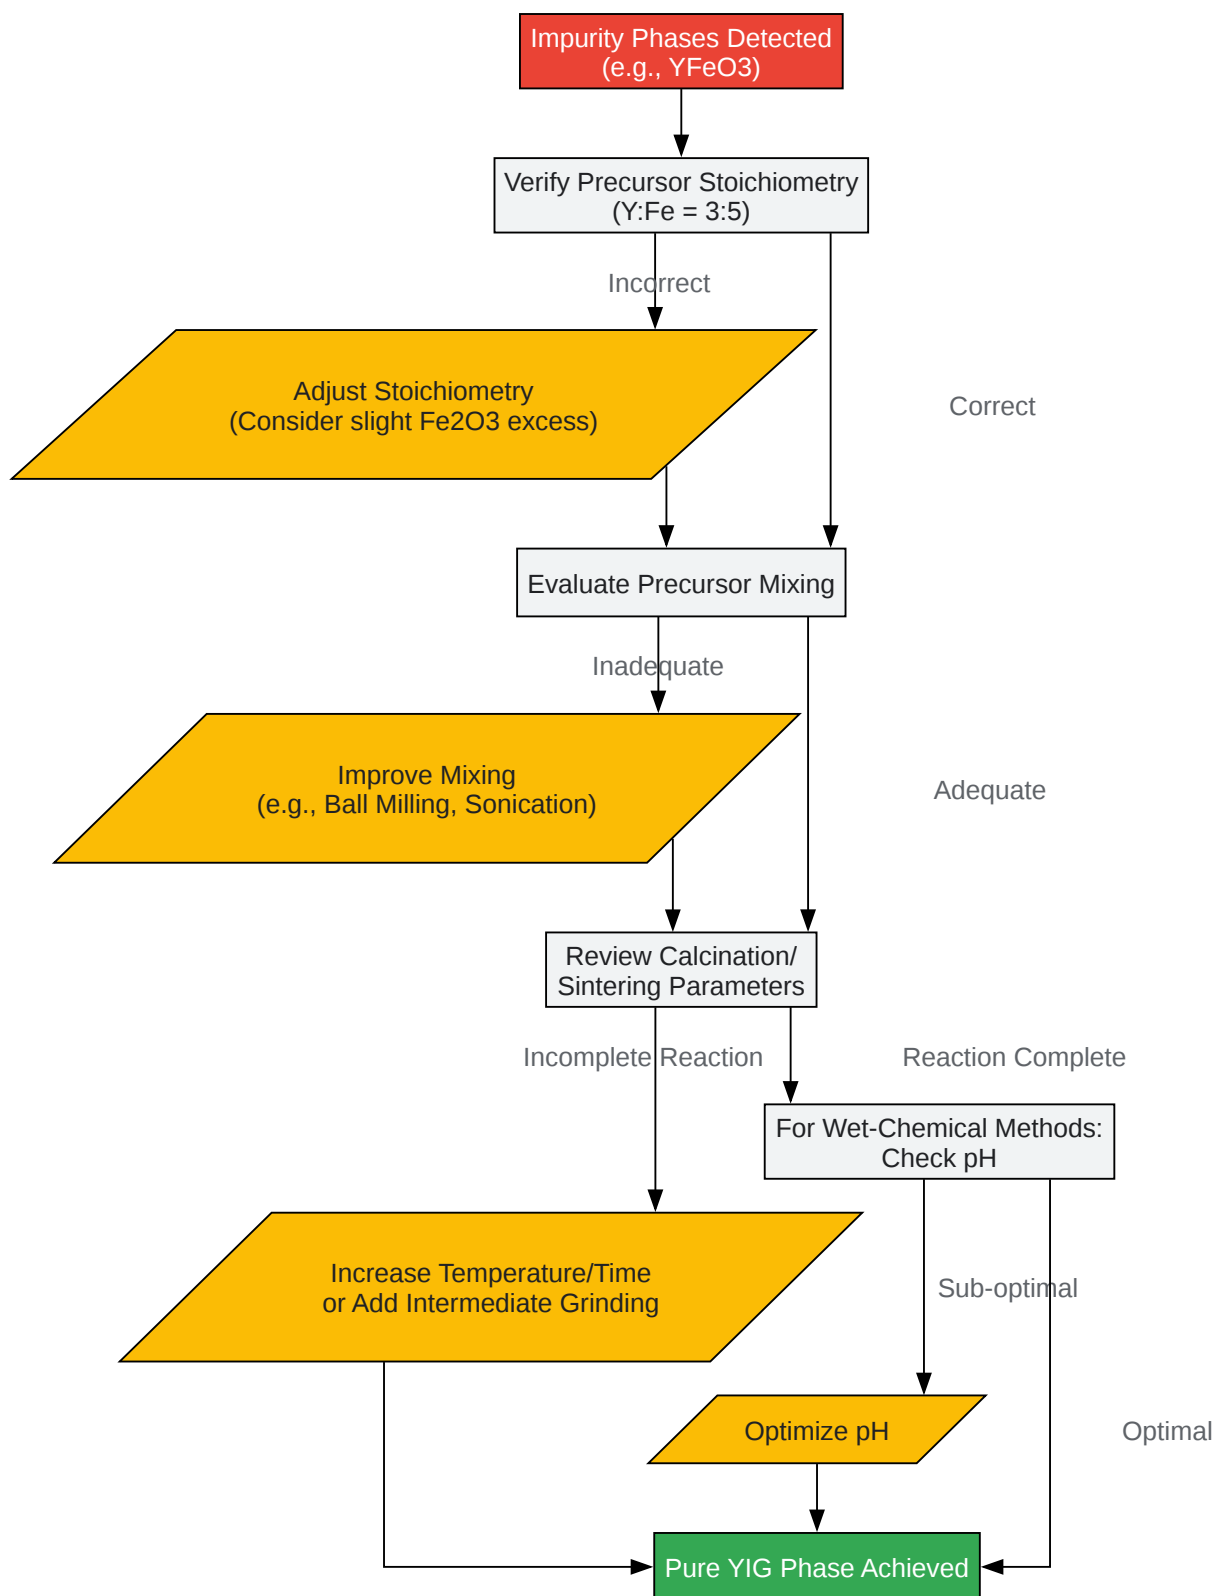 Impurity Phases Detected
(e.g., YFeO3)
Verify Precursor Stoichiometry
(Y:Fe = 3:5)
Incorrect
Adjust Stoichiometry
(Consider slight Fe2O3 excess)
Correct
Evaluate Precursor Mixing
Inadequate
Improve Mixing
(e.g., Ball Milling, Sonication)
Adequate
Review Calcination/
Sintering Parameters
Incomplete Reaction
Reaction Complete
For Wet-Chemical Methods:
Check pH
Increase Temperature/Time
or Add Intermediate Grinding
Sub-optimal
Optimize pH
Optimal
Pure YIG Phase Achieved